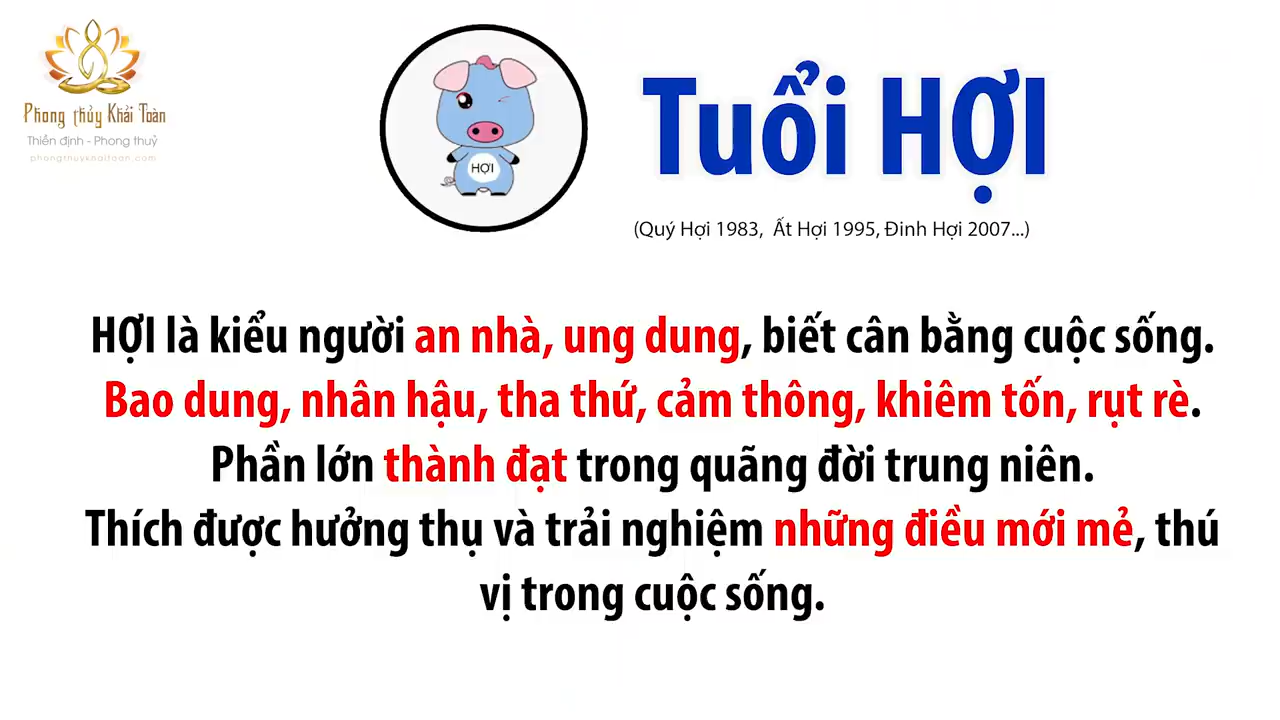 Phong thủy Khải Toàn
Thiền định - Phong thuỷ
phongthuykhaitoan.com
HỢI
Tuổi HỢI
(Quý Hợi 1983, Ất Hợi 1995, Đinh Hợi 2007...)
HỢI là kiểu người an nhà, ung dung, biết cân bằng cuộc sống.
Bao dung, nhân hậu, tha thứ, cảm thông, khiêm tốn, rụt rè.
Phần lớn thành đạt trong quãng đời trung niên.
Thích được hưởng thụ và trải nghiệm những điều mới mẻ, thú
vị trong cuộc sống.